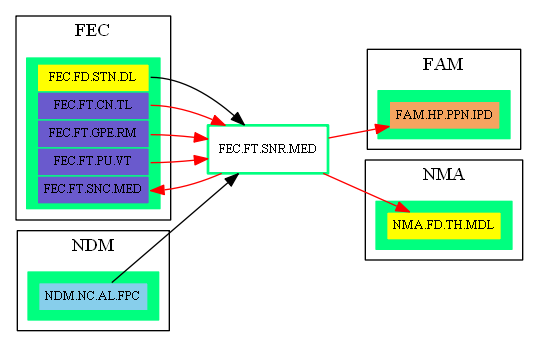 FEC
FEC.FD.STN.DL
FEC.FT.CN.TL
FEC.FT.GPE.RM
FEC.FT.PU.VT
FEC.FT.SNC.MED
NDM
NDM.NC.AL.FPC
FEC.FT.SNR.MED
FAM
FAM.HP.PPN.IPD
NMA
NMA.FD.TH.MDL